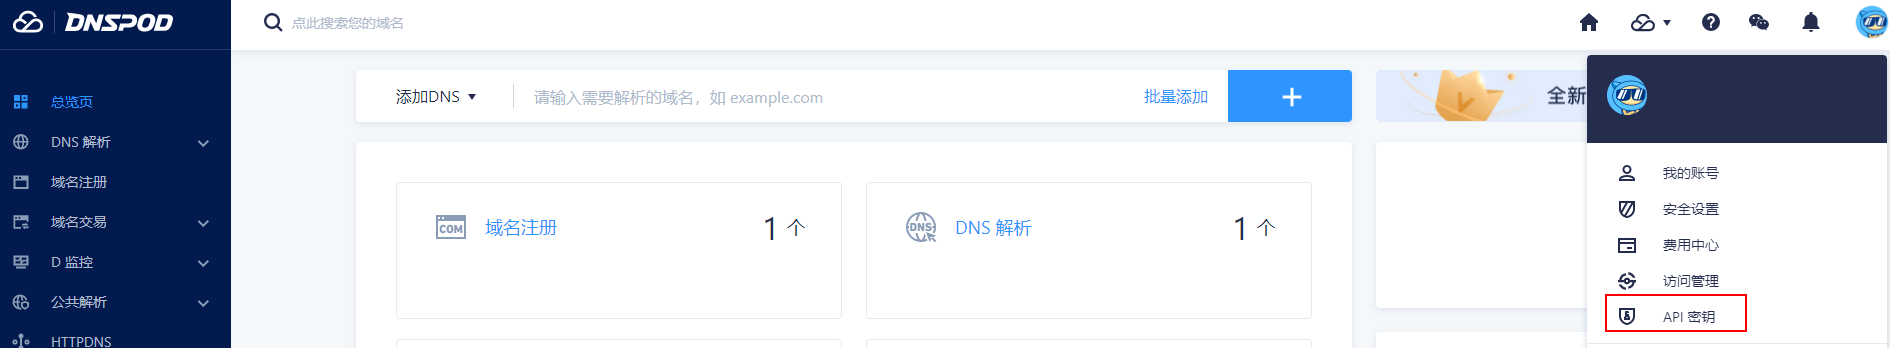 DNSPOD
点此搜索您的域名
总览页
DNS 解析
域名注册
域名交易
D 监控
公共解析
HTTPDNS
添加DNS
请输入需要解析的域名，如 example.com
批量添加
全新
COM
域名注册
1 个
DNS
DNS 解析
1 个
我的账号
安全设置
费用中心
访问管理
API 密钥